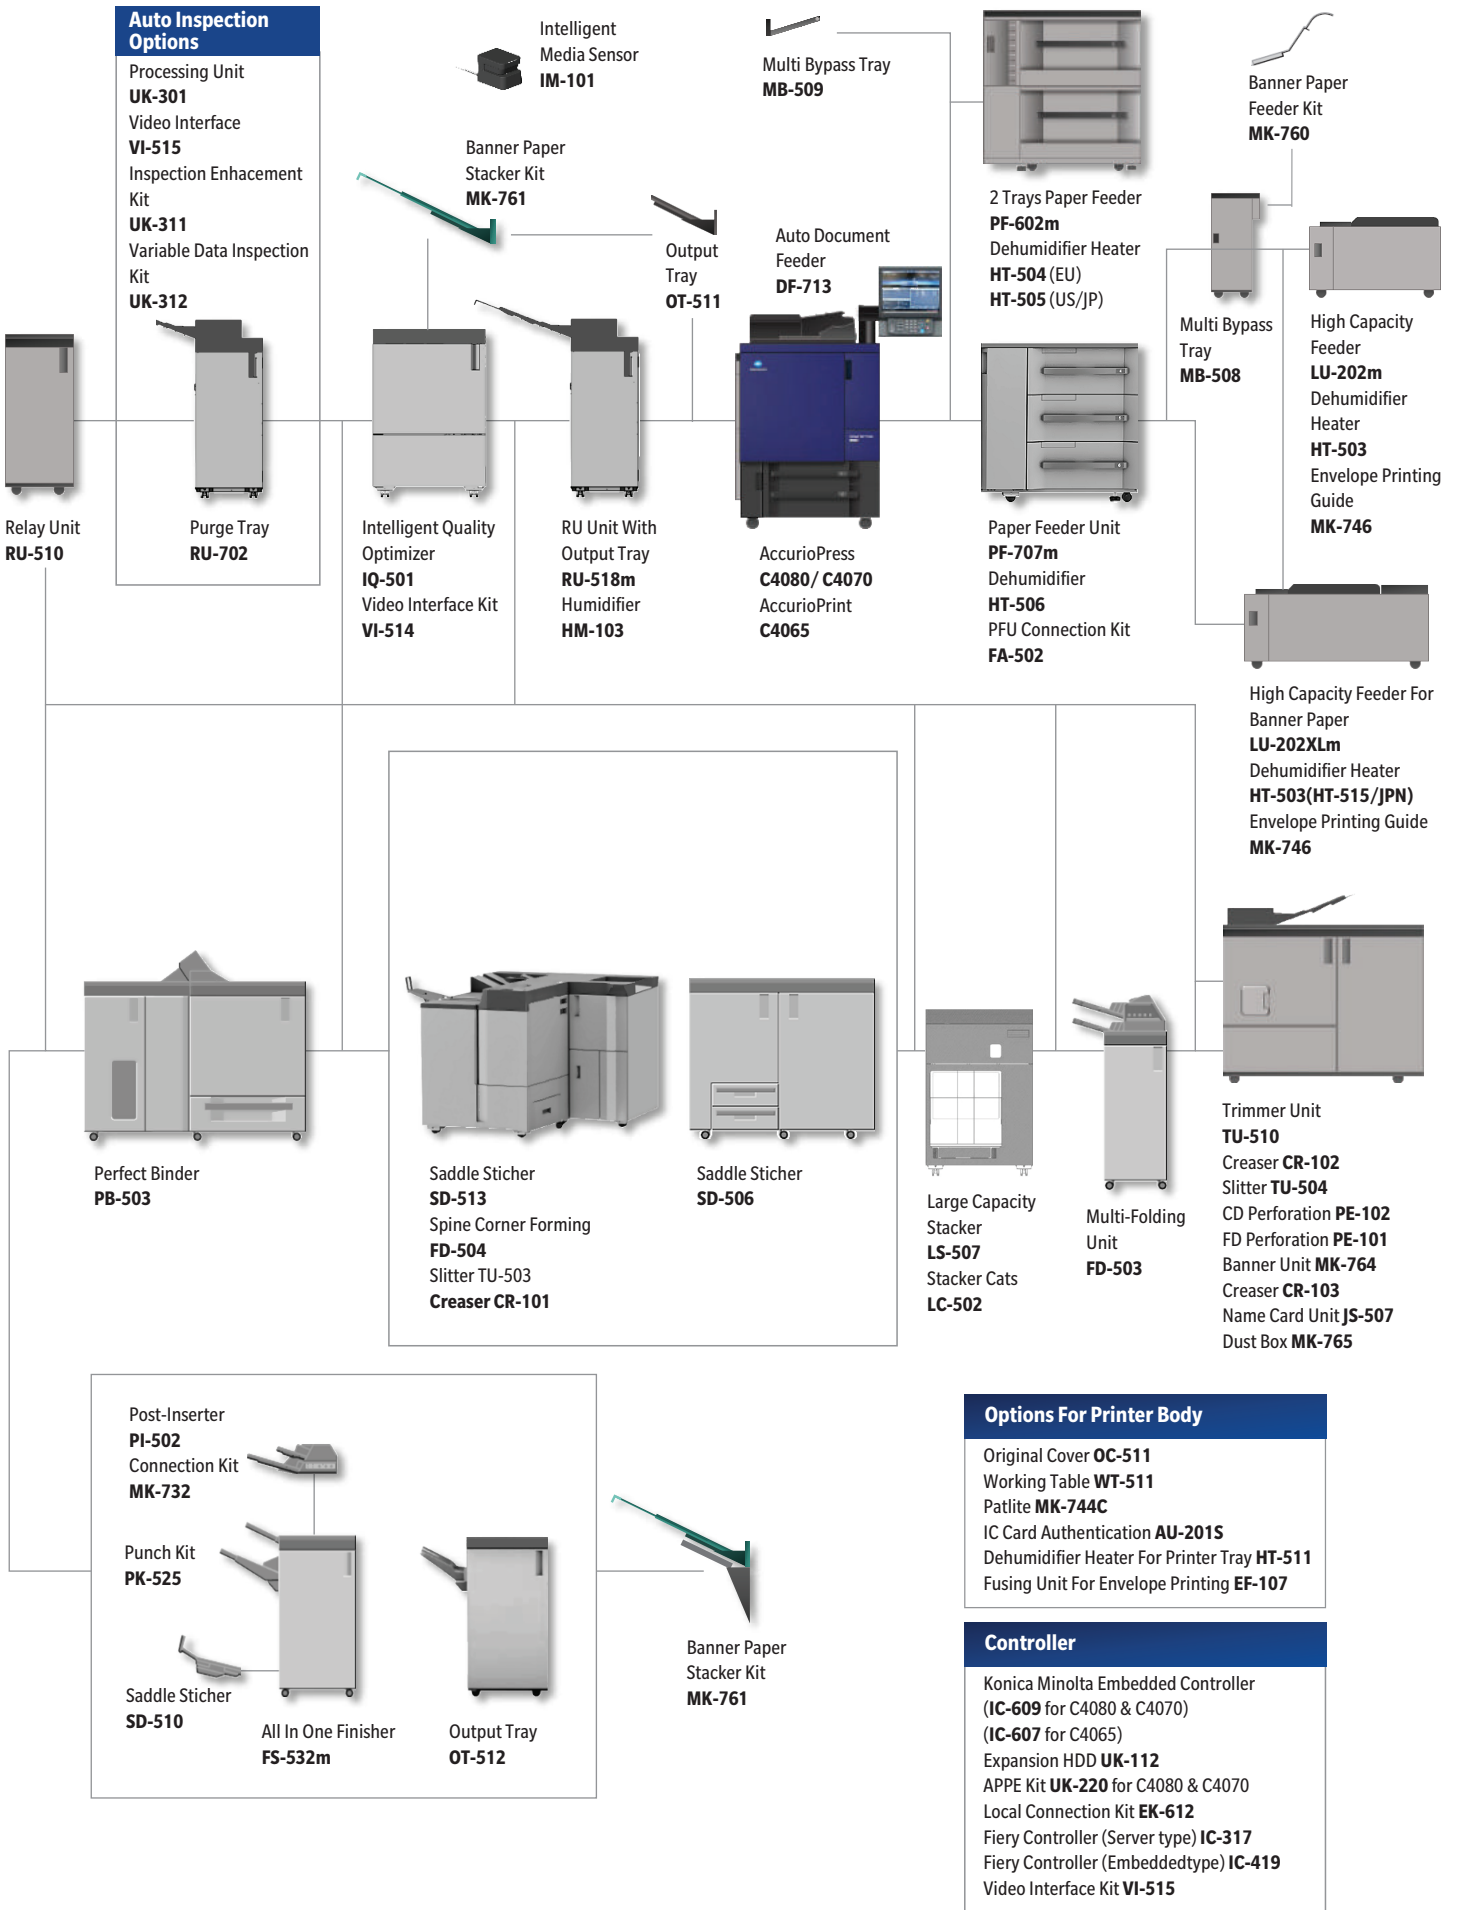 Auto Inspection
Options
Processing Unit
UK-301
Video Interface
VI-515
Inspection Enhacement
Kit
UK-311
Variable Data Inspection
Kit
UK-312
Intelligent
Media Sensor
IM-101
Banner Paper
Stacker Kit
MK-761
Output
Tray
OT-511
Multi Bypass Tray
MB-509
Auto Document
Feeder
DF-713
2 Trays Paper Feeder
PF-602m
Dehumidifier Heater
HT-504 (EU)
HT-505 (US/JP)
Banner Paper
Feeder Kit
MK-760
Multi Bypass
Tray
MB-508
High Capacity
Feeder
LU-202m
Dehumidifier
Heater
HT-503
Envelope Printing
Guide
MK-746
Relay Unit
RU-510
Purge Tray
RU-702
Intelligent Quality
Optimizer
IQ-501
Video Interface Kit
VI-514
RU Unit With
Output Tray
RU-518m
Humidifier
HM-103
AccurioPress
C4080/ C4070
AccurioPrint
C4065
Paper Feeder Unit
PF-707m
Dehumidifier
HT-506
PFU Connection Kit
FA-502
High Capacity Feeder For
Banner Paper
LU-202XLm
Dehumidifier Heater
HT-503(HT-515/JPN)
Envelope Printing Guide
MK-746
Perfect Binder
PB-503
Saddle Sticher
SD-513
Spine Corner Forming
FD-504
Slitter TU-503
Creaser CR-101
Saddle Sticher
SD-506
Large Capacity
Stacker
LS-507
Stacker Cats
LC-502
Multi-Folding
Unit
FD-503
Trimmer Unit
TU-510
Creaser CR-102
Slitter TU-504
CD Perforation PE-102
FD Perforation PE-101
Banner Unit MK-764
Creaser CR-103
Name Card Unit JS-507
Dust Box MK-765
Post-Inserter
PI-502
Connection Kit
MK-732
Punch Kit
PK-525
Saddle Sticher
SD-510
All In One Finisher
FS-532m
Output Tray
OT-512
Banner Paper
Stacker Kit
MK-761
Options For Printer Body
Original Cover OC-511
Working Table WT-511
Patlite MK-744C
IC Card Authentication AU-201S
Dehumidifier Heater For Printer Tray HT-511
Fusing Unit For Envelope Printing EF-107
Controller
Konica Minolta Embedded Controller
(IC-609 for C4080 & C4070)
(IC-607 for C4065)
Expansion HDD UK-112
APPE Kit UK-220 for C4080 & C4070
Local Connection Kit EK-612
Fiery Controller (Server type) IC-317
Fiery Controller (Embeddedtype) IC-419
Video Interface Kit VI-515